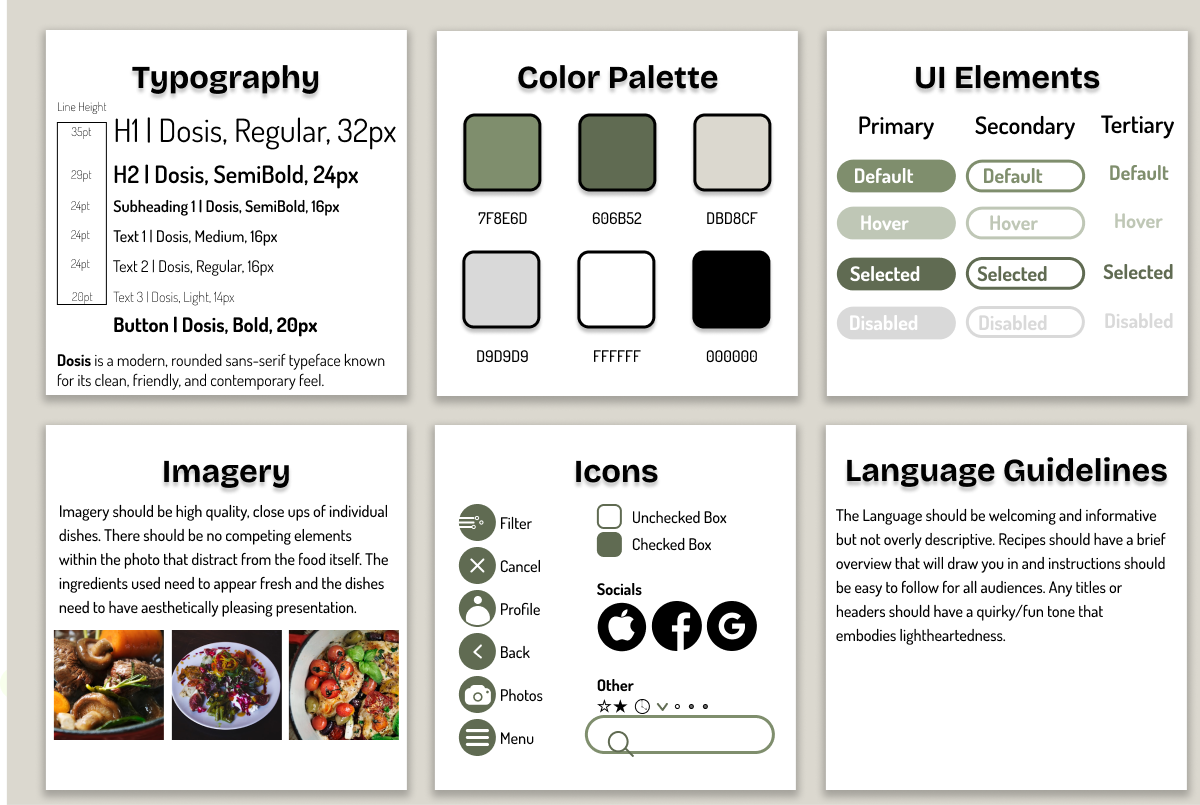 Typography
Line Height
35pt
H1 | Dosis, Regular, 32px
29pt
H2 | Dosis, SemiBold, 24px
24pt
Subheading 1 | Dosis, SemiBold, 16px
24pt
Text 1 | Dosis, Medium, 16px
24pt
Text 2 | Dosis, Regular, 16px
20pt
Text 3 | Dosis, Light, 14px
Button | Dosis, Bold, 20px
Dosis is a modern, rounded sans-serif typeface known
for its clean, friendly, and contemporary feel.
Color Palette
7F8E6D
606B52
DBD8CF
D9D9D9
FFFFFF
000000
UI Elements
Primary
Secondary
Tertiary
Default
Default
Default
Hover
Hover
Hover
Selected
Selected
Selected
Disabled
Disabled
Disabled
Imagery
Imagery should be high quality, close ups of individual
dishes. There should be no competing elements
within the photo that distract from the food itself. The
ingredients used need to appear fresh and the dishes
need to have aesthetically pleasing presentation.
Icons
Filter
Cancel
Profile
Back
Photos
Menu
Unchecked Box
Checked Box
Socials
Other
Language Guidelines
The Language should be welcoming and informative
but not overly descriptive. Recipes should have a brief
overview that will draw you in and instructions should
be easy to follow for all audiences. Any titles or
headers should have a quirky/fun tone that
embodies lightheartedness.